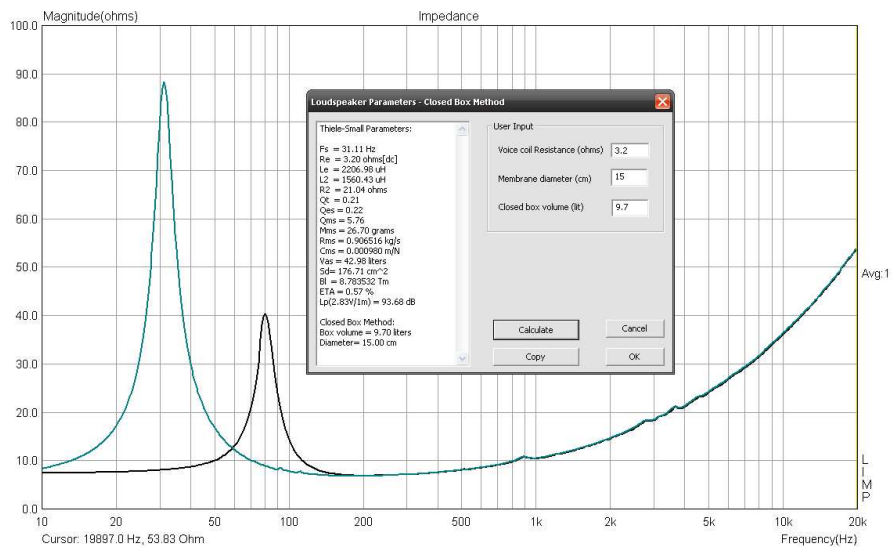 Magnitude(ohms)
Impedance
100.0
90.0
80.0
70.0
60.0
50.0
40.0
30.0
20.0
10.0
0.0
10
20
50
100
200
500
1k
2k
5k
10k
20k
Cursor: 19897.0 Hz, 53.83 Ohm
Frequency(Hz)
Avg:1
L
I
M
P
Loudspeaker Parameters - Closed Box Method
Thiele-Small Parameters:
Fs = 31.11 Hz
Re = 3.20 ohms[dc]
Le = 2206.98 uH
L2 = 1560.43 uH
R2 = 21.04 ohms
Qt = 0.21
Qes = 0.22
Qms = 5.76
Mms = 26.70 grams
Rms = 0.906516 kg/s
Cms = 0.000980 m/N
Vas = 42.98 liters
Sd= 176.71 cm^2
Bl = 8.783532 Tm
ETA = 0.57 %
Lp(2.83V/1m) = 93.68 dB
Closed Box Method:
Box volume = 9.70 liters
Diameter= 15.00 cm
User Input
Voice coil Resistance (ohms) 3.2
Membrane diameter (cm) 15
Closed box volume (lit) 9.7
Calculate
Cancel
Copy
OK